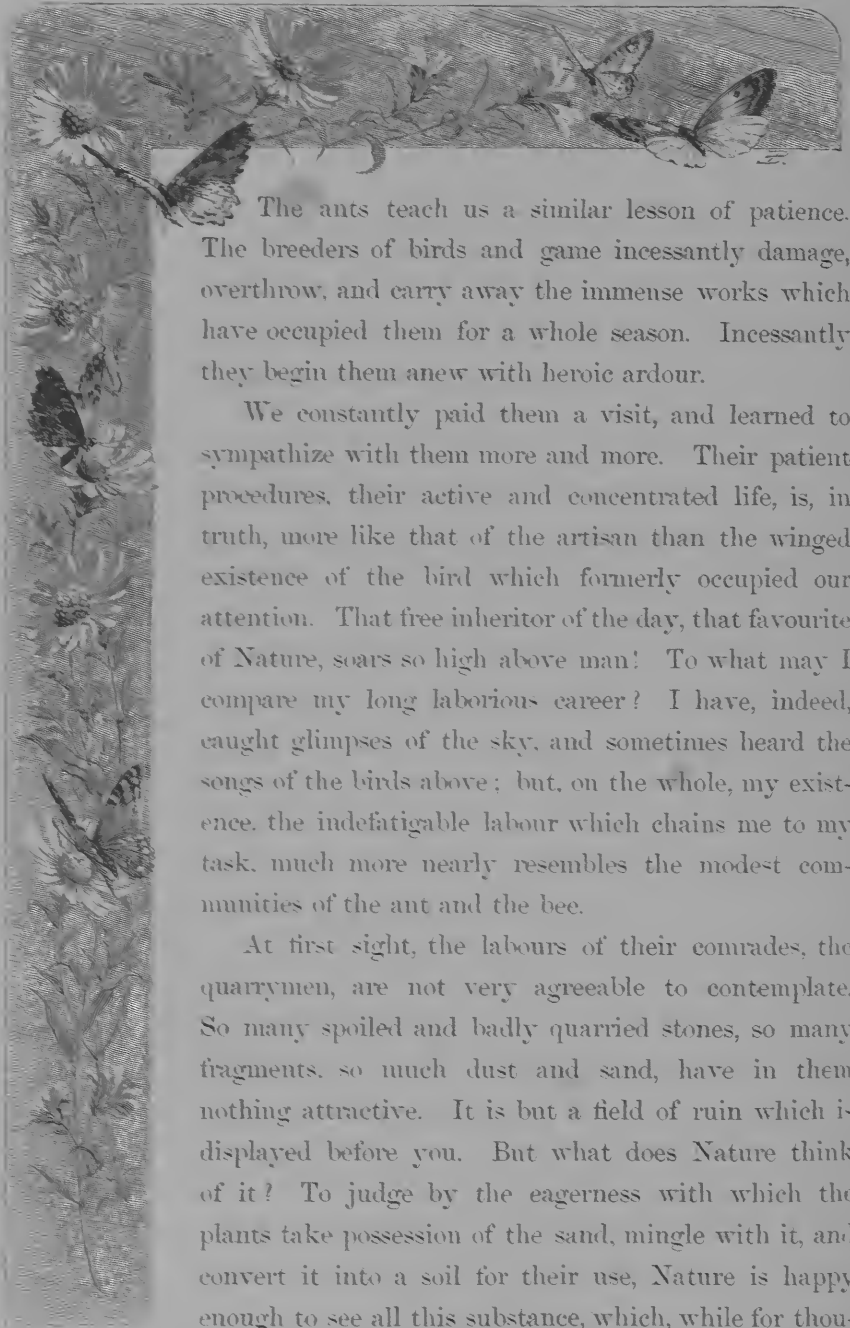 The ants teach us a similar lesson of patience.
The breeders of birds and game incessantly damage,
overthrow, and carry away the immense works which
have occupied them for a whole season. Incessantly
they begin them anew with heroic ardour.
We constantly paid them a visit, and learned to
sympathize with them more and more. Their patient
procedures, their active and concentrated life, is, in
truth, more like that of the artisan than the winged
existence of the bird which formerly occupied our
attention. That free inheritor of the day, that favourite
of Nature, soars so high above man! To what may I
compare my long laborious career? I have, indeed,
caught glimpses of the sky, and sometimes heard the
songs of the birds above; but, on the whole, my exist-
ence, the indefatigable labour which chains me to my
task, much more nearly resembles the modest com-
munities of the ant and the bee.
At first sight, the labours of their comrades, the
quarrymen, are not very agreeable to contemplate.
So many spoiled and badly quarried stones, so many
fragments, so much dust and sand, have in them
nothing attractive. It is but a field of ruin which is
displayed before you. But what does Nature think
of it? To judge by the eagerness with which the
plants take possession of the sand, mingle with it, and
convert it into a soil for their use, Nature is happy
enough to see all this substance, which, while for thou-